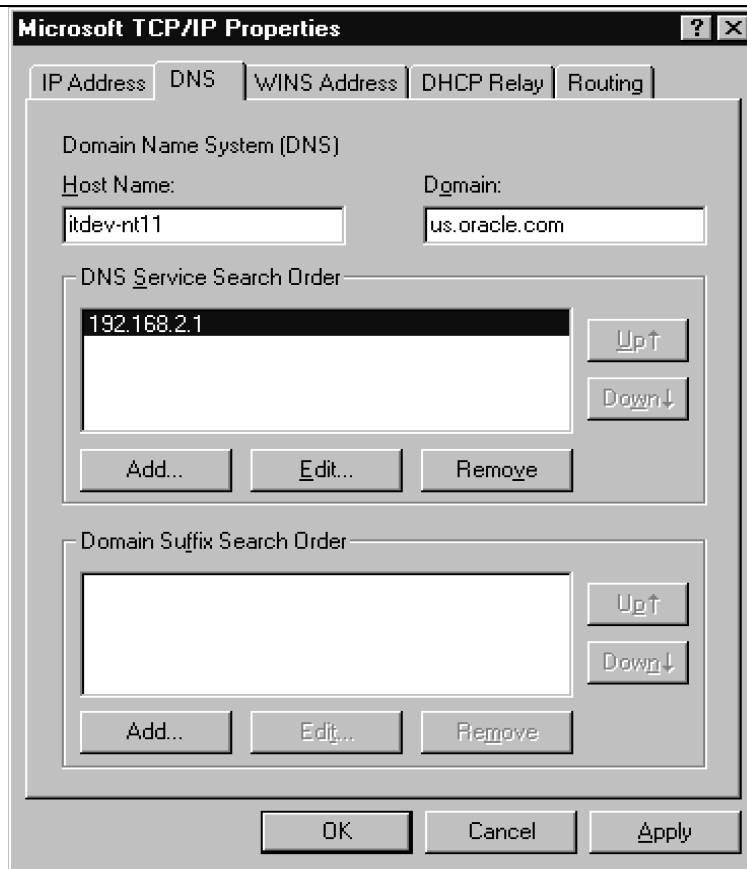 Microsoft TCP/IP Properties
IP Address DNS WINS Address DHCP Relay Routing
Domain Name System (DNS)
Host Name: Domain:
itdev-nt11 us.oracle.com
DNS Service Search Order
192.168.2.1
Up↑
Down↓
Add... Edit... Remove
Domain Suffix Search Order
Up↑
Down↓
Add... Edit... Remove
OK Cancel Apply